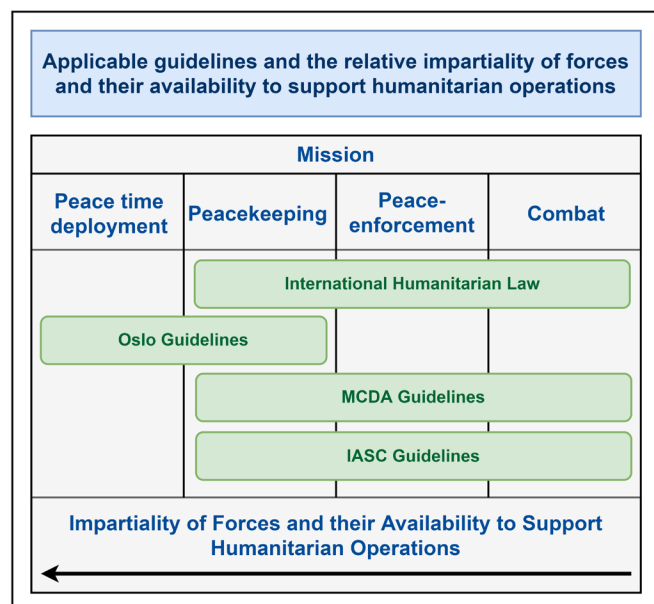 Applicable guidelines and the relative impartiality of forces
and their availability to support humanitarian operations
Mission
Peace time
deployment
Peacekeeping
Peace-
enforcement
Combat
International Humanitarian Law
Oslo Guidelines
MCDA Guidelines
IASC Guidelines
Impartiality of Forces and their Availability to Support
Humanitarian Operations